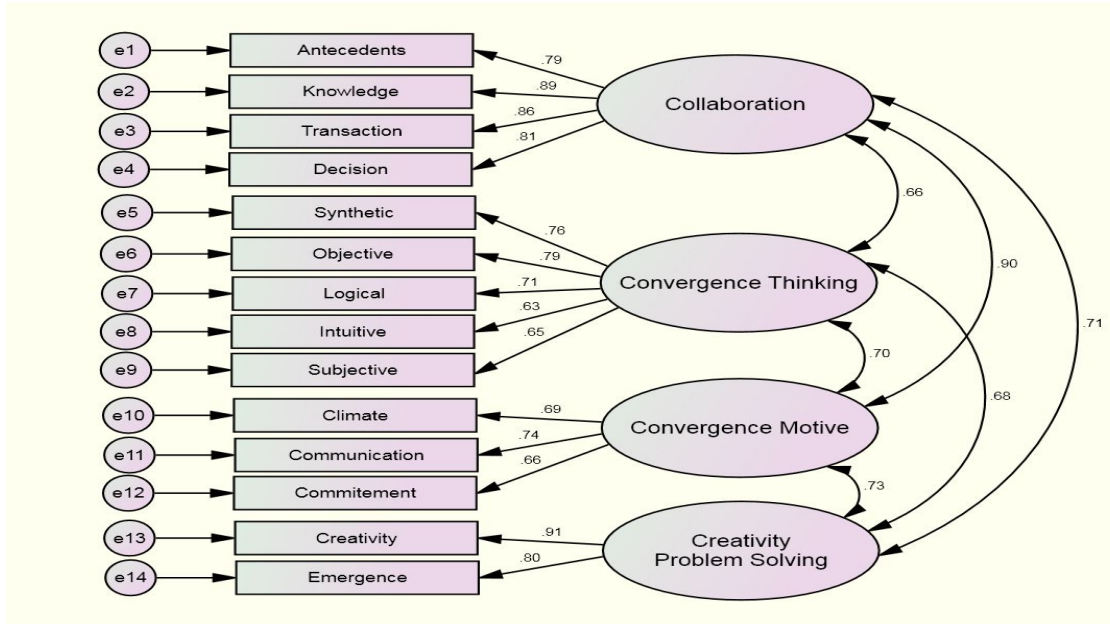 e1
Antecedents
.79
e2
Knowledge
.89
Collaboration
e3
Transaction
.86
e4
Decision
.81
.66
e5
Synthetic
.76
e6
Objective
.79
.90
e7
Logical
.71
Convergence Thinking
e8
Intuitive
.63
.71
e9
Subjective
.65
.70
.68
e10
Climate
.69
Convergence Motive
e11
Communication
.74
e12
Commitement
.66
.73
e13
Creativity
.91
Creativity
Problem Solving
e14
Emergence
.80